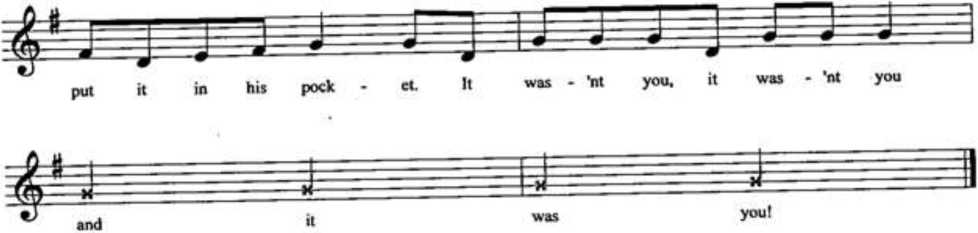 put it in his pock - et. It was - 'nt you, it was - 'nt you
and it was you!